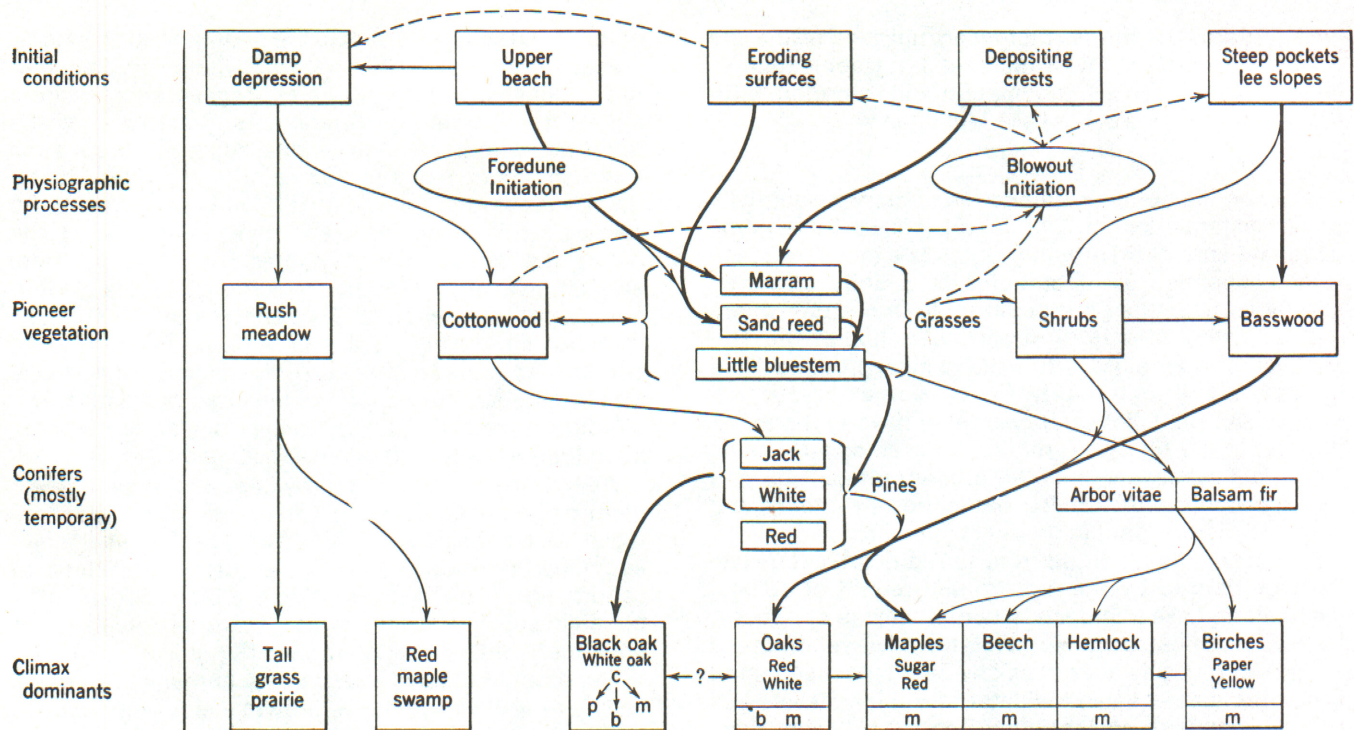 Initial
conditions
Damp
depression
Upper
beach
Eroding
surfaces
Depositing
crests
Steep pockets
lee slopes
Physiographic
processes
Foredune
Initiation
Blowout
Initiation
Pioneer
vegetation
Rush
meadow
Cottonwood
Marram
Sand reed
Little bluestem
Grasses
Shrubs
Basswood
Conifers
(mostly
temporary)
Jack
White
Red
Pines
Arbor vitae
Balsam fir
Climax
dominants
Tall
grass
prairie
Red
maple
swamp
Black oak
White oak
c
p m
b
?
Oaks
Red
White
b m
Maples
Sugar
Red
m
Beech
m
Hemlock
m
Birches
Paper
Yellow
m